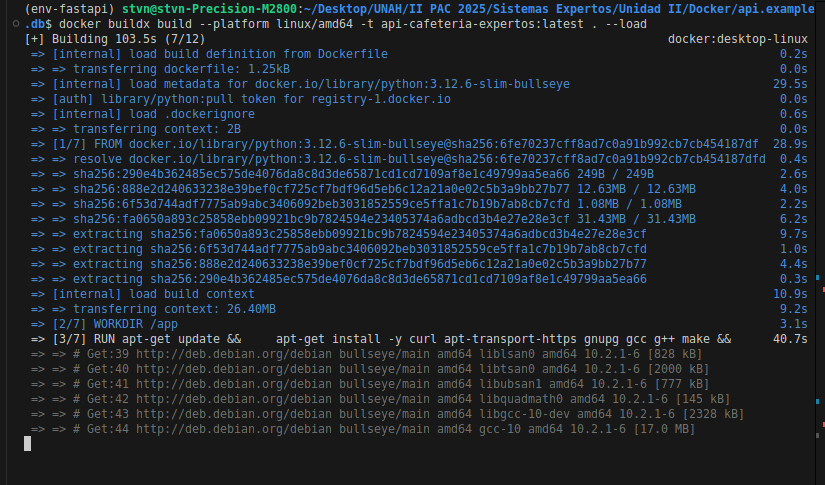 (env-fastapi) stvn@stvn-Precision-M2800:~/Desktop/UNAH/II PAC 2025/Sistemas Expertos/Unidad II/Docker/api.example
.db$ docker buildx build --platform linux/amd64 -t api-cafeteria-expertos:latest . --load
[+] Building 103.5s (7/12) docker:desktop-linux
=> [internal] load build definition from Dockerfile 0.2s
=> => transferring dockerfile: 1.25kB 0.0s
=> [internal] load metadata for docker.io/library/python:3.12.6-slim-bullseye 29.5s
=> [auth] library/python:pull token for registry-1.docker.io 0.0s
=> [internal] load .dockerignore 0.6s
=> => transferring context: 2B 0.0s
=> [1/7] FROM docker.io/library/python:3.12.6-slim-bullseye@sha256:6fe70237cff8ad7c0a91b992cb7cb454187df 28.9s
=> => resolve docker.io/library/python:3.12.6-slim-bullseye@sha256:6fe70237cff8ad7c0a91b992cb7cb454187dfd 0.4s
=> => sha256:290e4b362485ec575de4076da8c8d3de65871cd1cd7109af8e1c49799aa5ea66 249B / 249B 2.6s
=> => sha256:888e2d240633238e39bef0cf725cf7bdf96d5eb6c12a21a0e02c5b3a9bb27b77 12.63MB / 12.63MB 4.0s
=> => sha256:6f53d744adf7775ab9abc3406092beb3031852559ce5ffa1c7b19b7ab8cb7cfd 1.08MB / 1.08MB 2.2s
=> => sha256:fa0650a893c25858ebb09921bc9b7824594e23405374a6adbcd3b4e27e28e3cf 31.43MB / 31.43MB 6.2s
=> => extracting sha256:fa0650a893c25858ebb09921bc9b7824594e23405374a6adbcd3b4e27e28e3cf 9.7s
=> => extracting sha256:6f53d744adf7775ab9abc3406092beb3031852559ce5ffa1c7b19b7ab8cb7cfd 1.0s
=> => extracting sha256:888e2d240633238e39bef0cf725cf7bdf96d5eb6c12a21a0e02c5b3a9bb27b77 4.4s
=> => extracting sha256:290e4b362485ec575de4076da8c8d3de65871cd1cd7109af8e1c49799aa5ea66 0.3s
=> [internal] load build context 10.9s
=> => transferring context: 26.40MB 9.2s
=> [2/7] WORKDIR /app 3.1s
=> [3/7] RUN apt-get update && apt-get install -y curl apt-transport-https gnupg gcc g++ make && 40.7s
=> => # Get:39 http://deb.debian.org/debian bullseye/main amd64 liblsan0 amd64 10.2.1-6 [828 kB]
=> => # Get:40 http://deb.debian.org/debian bullseye/main amd64 libtsan0 amd64 10.2.1-6 [2000 kB]
=> => # Get:41 http://deb.debian.org/debian bullseye/main amd64 libubsan1 amd64 10.2.1-6 [777 kB]
=> => # Get:42 http://deb.debian.org/debian bullseye/main amd64 libquadmath0 amd64 10.2.1-6 [145 kB]
=> => # Get:43 http://deb.debian.org/debian bullseye/main amd64 libgcc-10-dev amd64 10.2.1-6 [2328 kB]
=> => # Get:44 http://deb.debian.org/debian bullseye/main amd64 gcc-10 amd64 10.2.1-6 [17.0 MB]